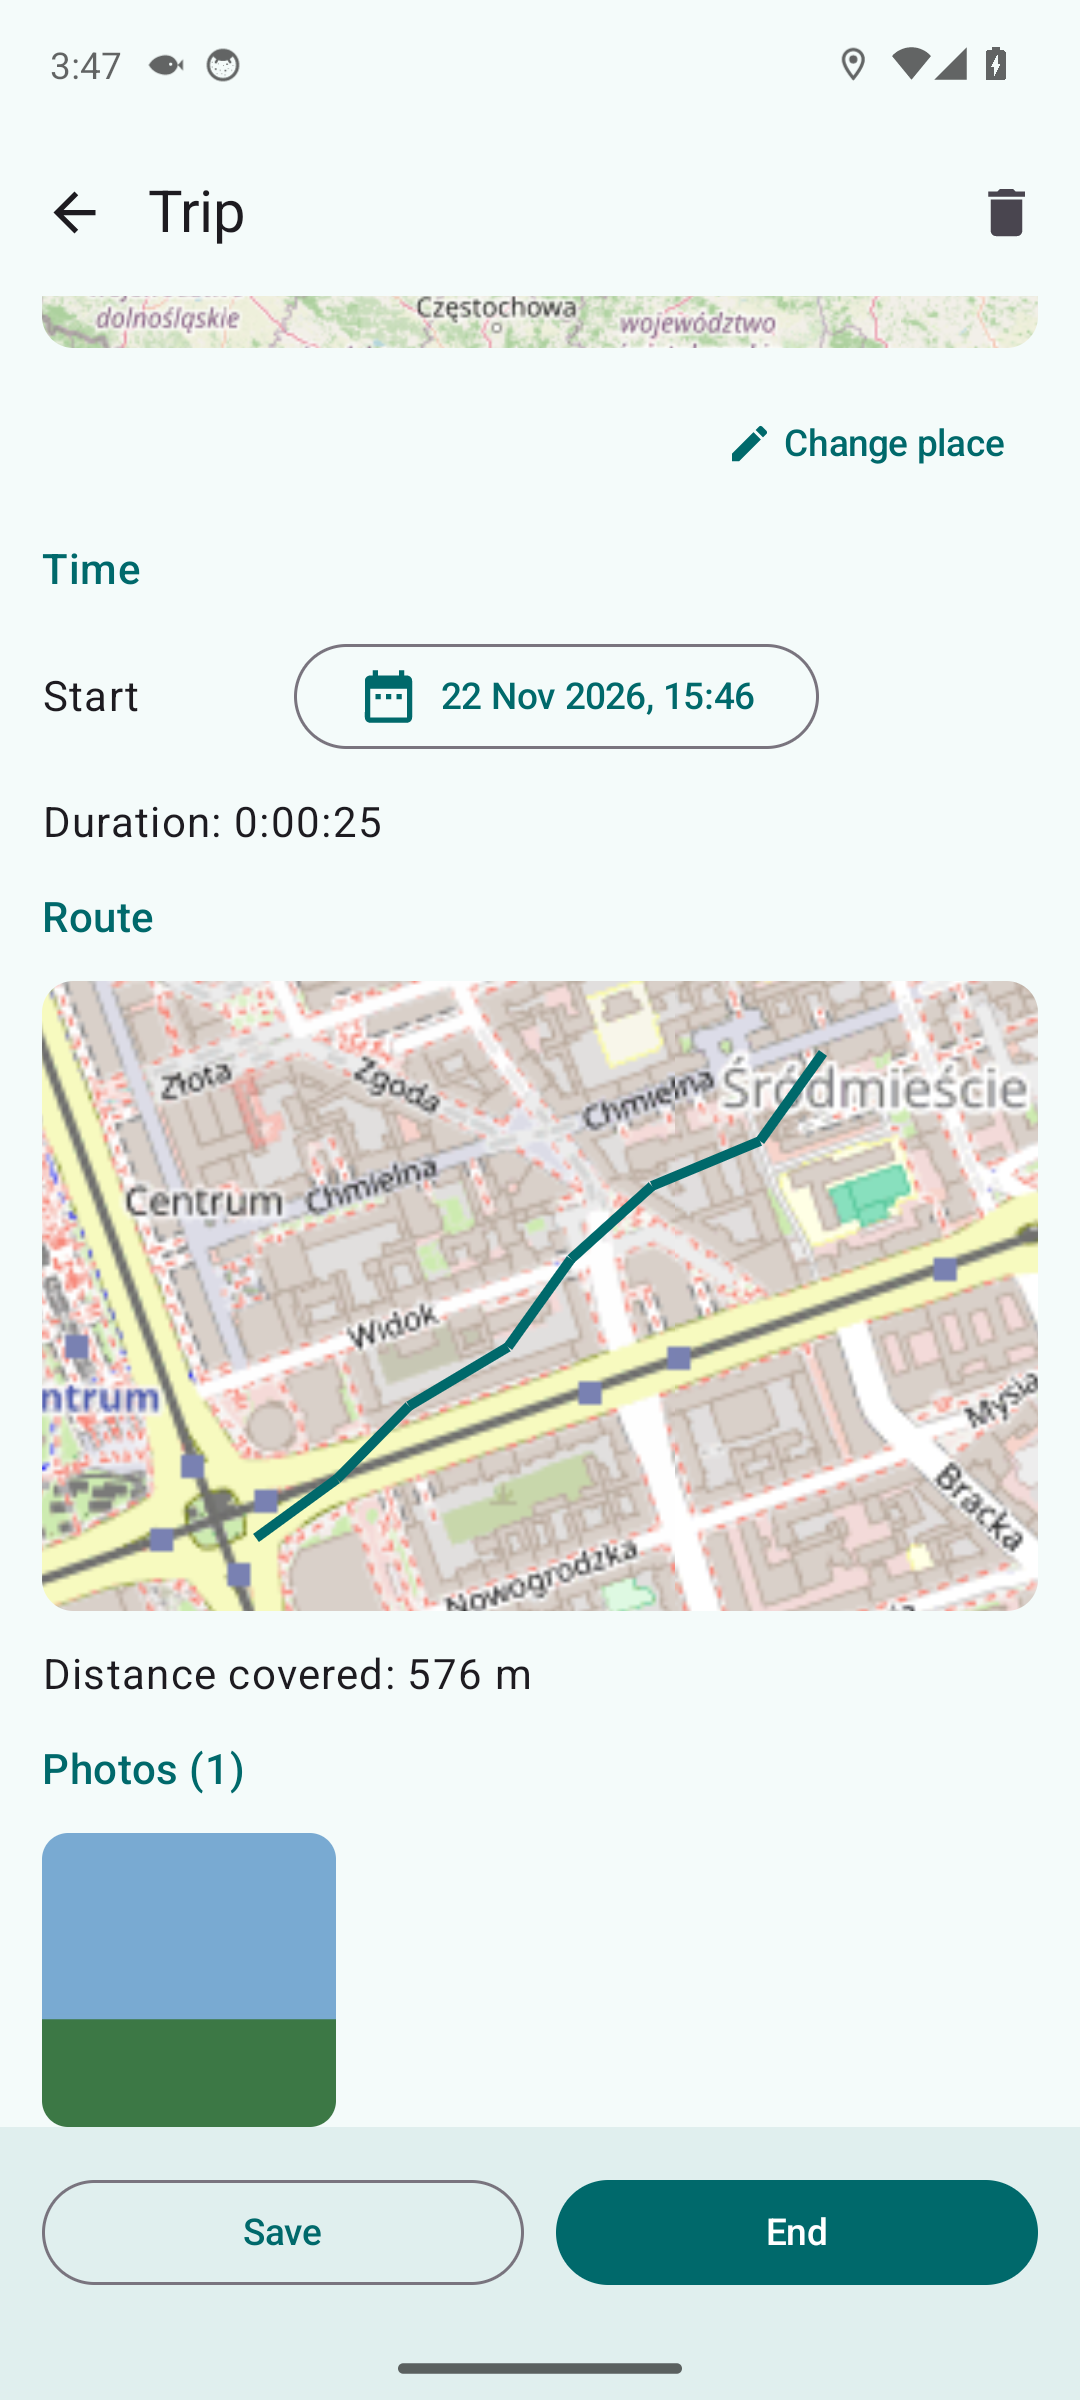 3:47
Trip
dolnośląskie
Częstochowa
województwo
Change place
Time
Start
22 Nov 2026, 15:46
Duration: 0:00:25
Route
Złota
Zgoda
Chmielna
Śródmieście
Centrum
Chmielna
Widok
ntrum
Mysia
Bracka
Nowogrodzka
Distance covered: 576 m
Photos (1)
Save
End